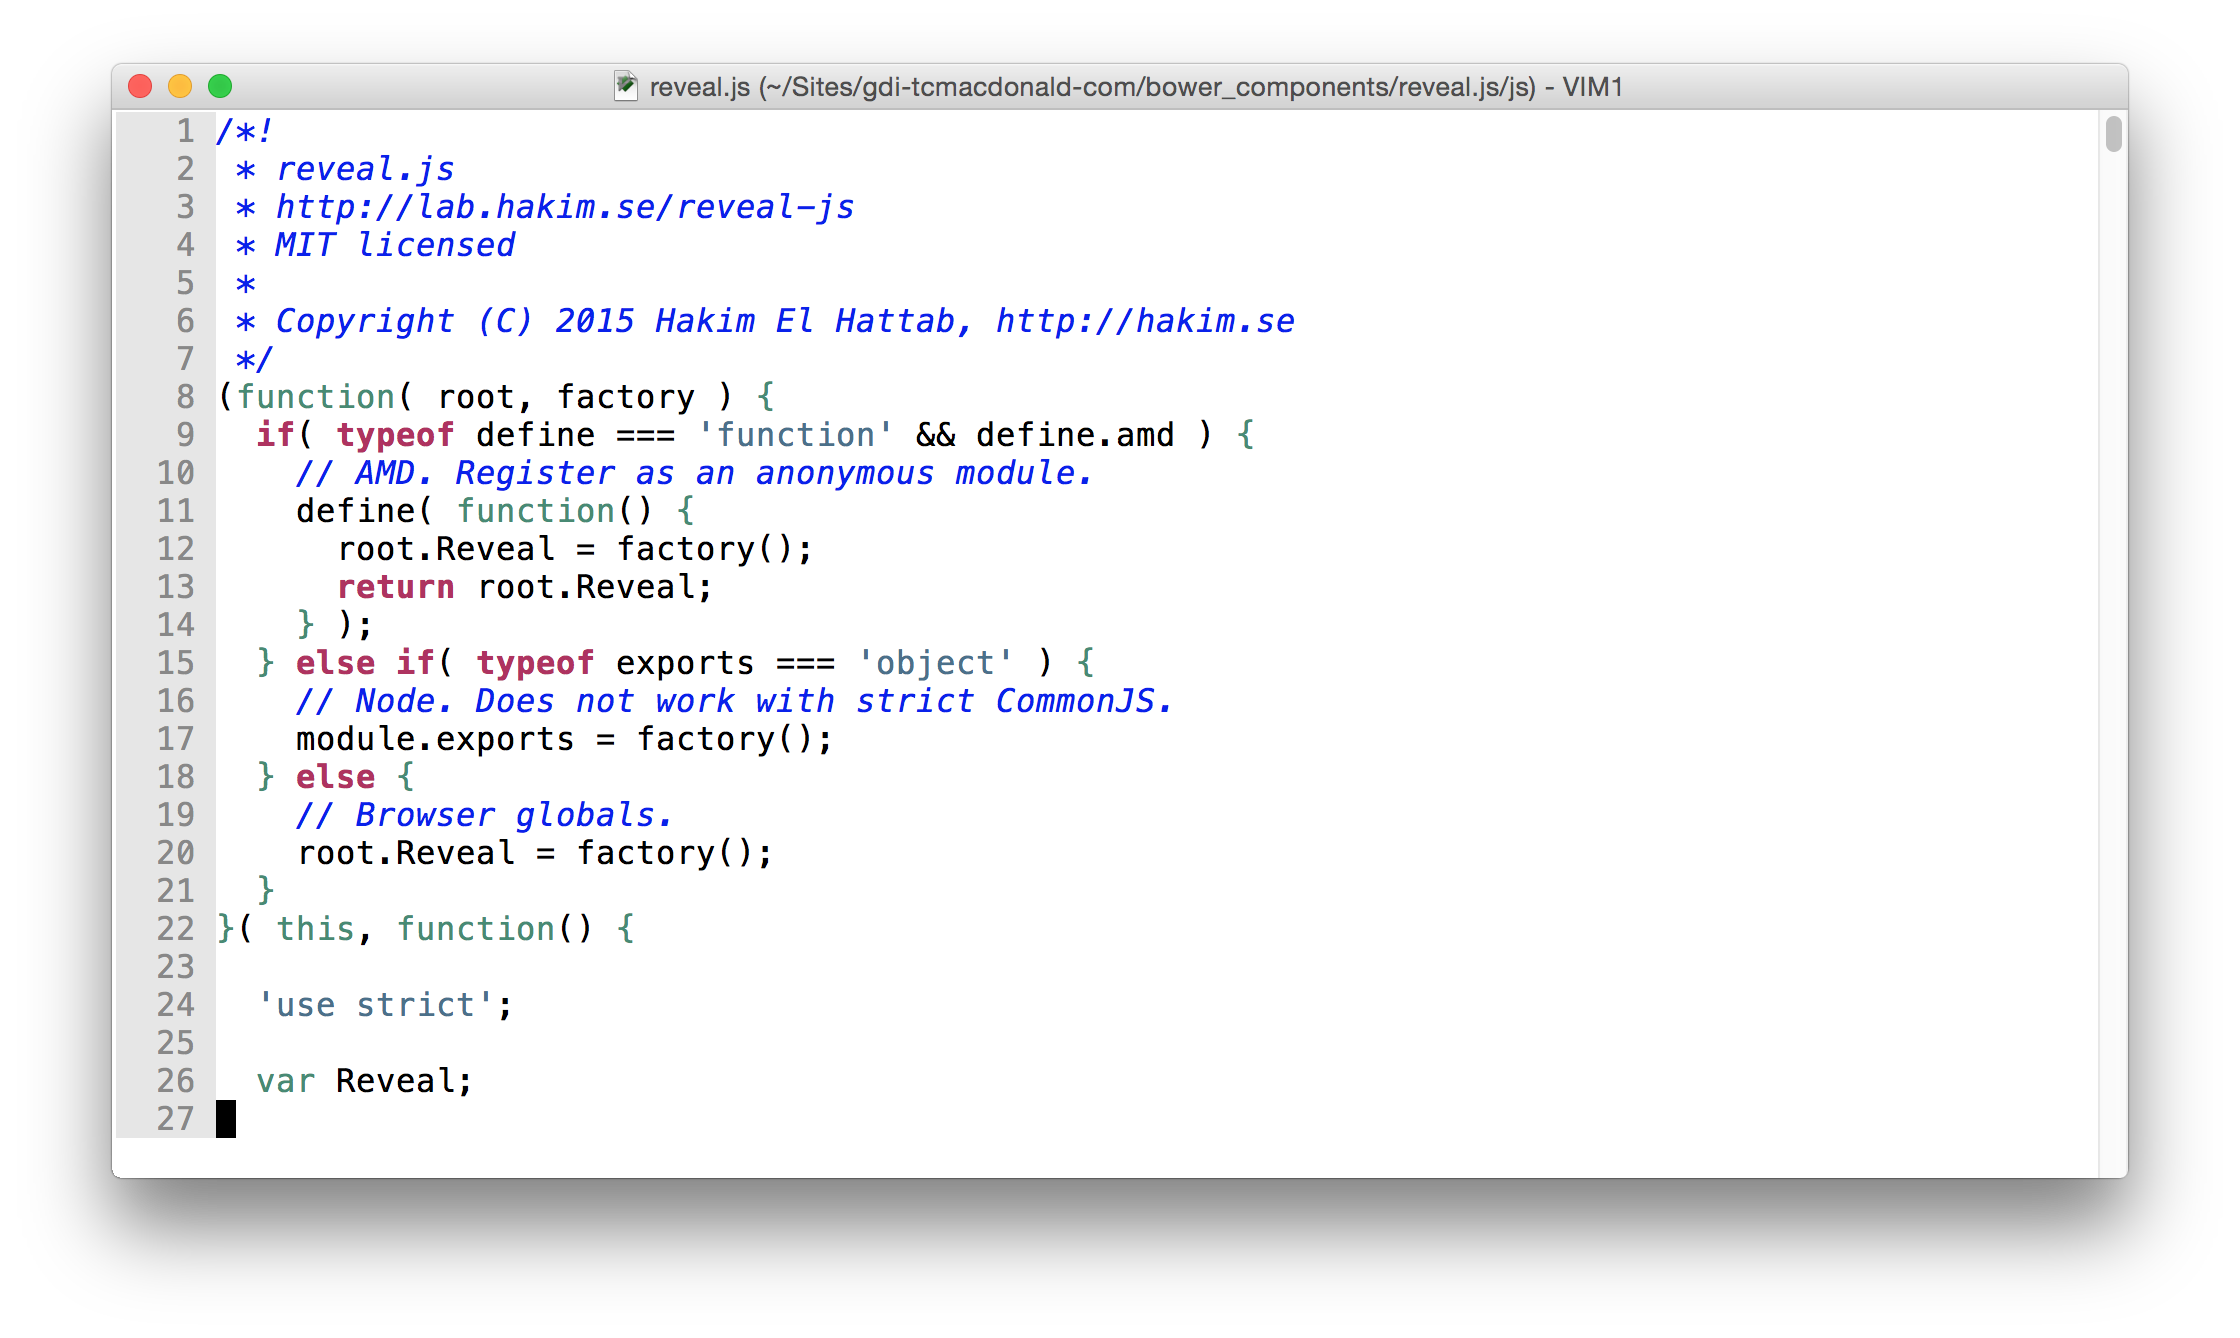 reveal.js (~/Sites/gdi-tcmacdonald-com/bower_components/reveal.js/js) - VIM1
1 /*!
2  * reveal.js
3  * http://lab.hakim.se/reveal-js
4  * MIT licensed
5  *
6  * Copyright (C) 2015 Hakim El Hattab, http://hakim.se
7  */
8 (function( root, factory ) {
9   if( typeof define === 'function' && define.amd ) {
10     // AMD. Register as an anonymous module.
11     define( function() {
12       root.Reveal = factory();
13       return root.Reveal;
14     } );
15   } else if( typeof exports === 'object' ) {
16     // Node. Does not work with strict CommonJS.
17     module.exports = factory();
18   } else {
19     // Browser globals.
20     root.Reveal = factory();
21   }
22 }( this, function() {
23
24   'use strict';
25
26   var Reveal;
27